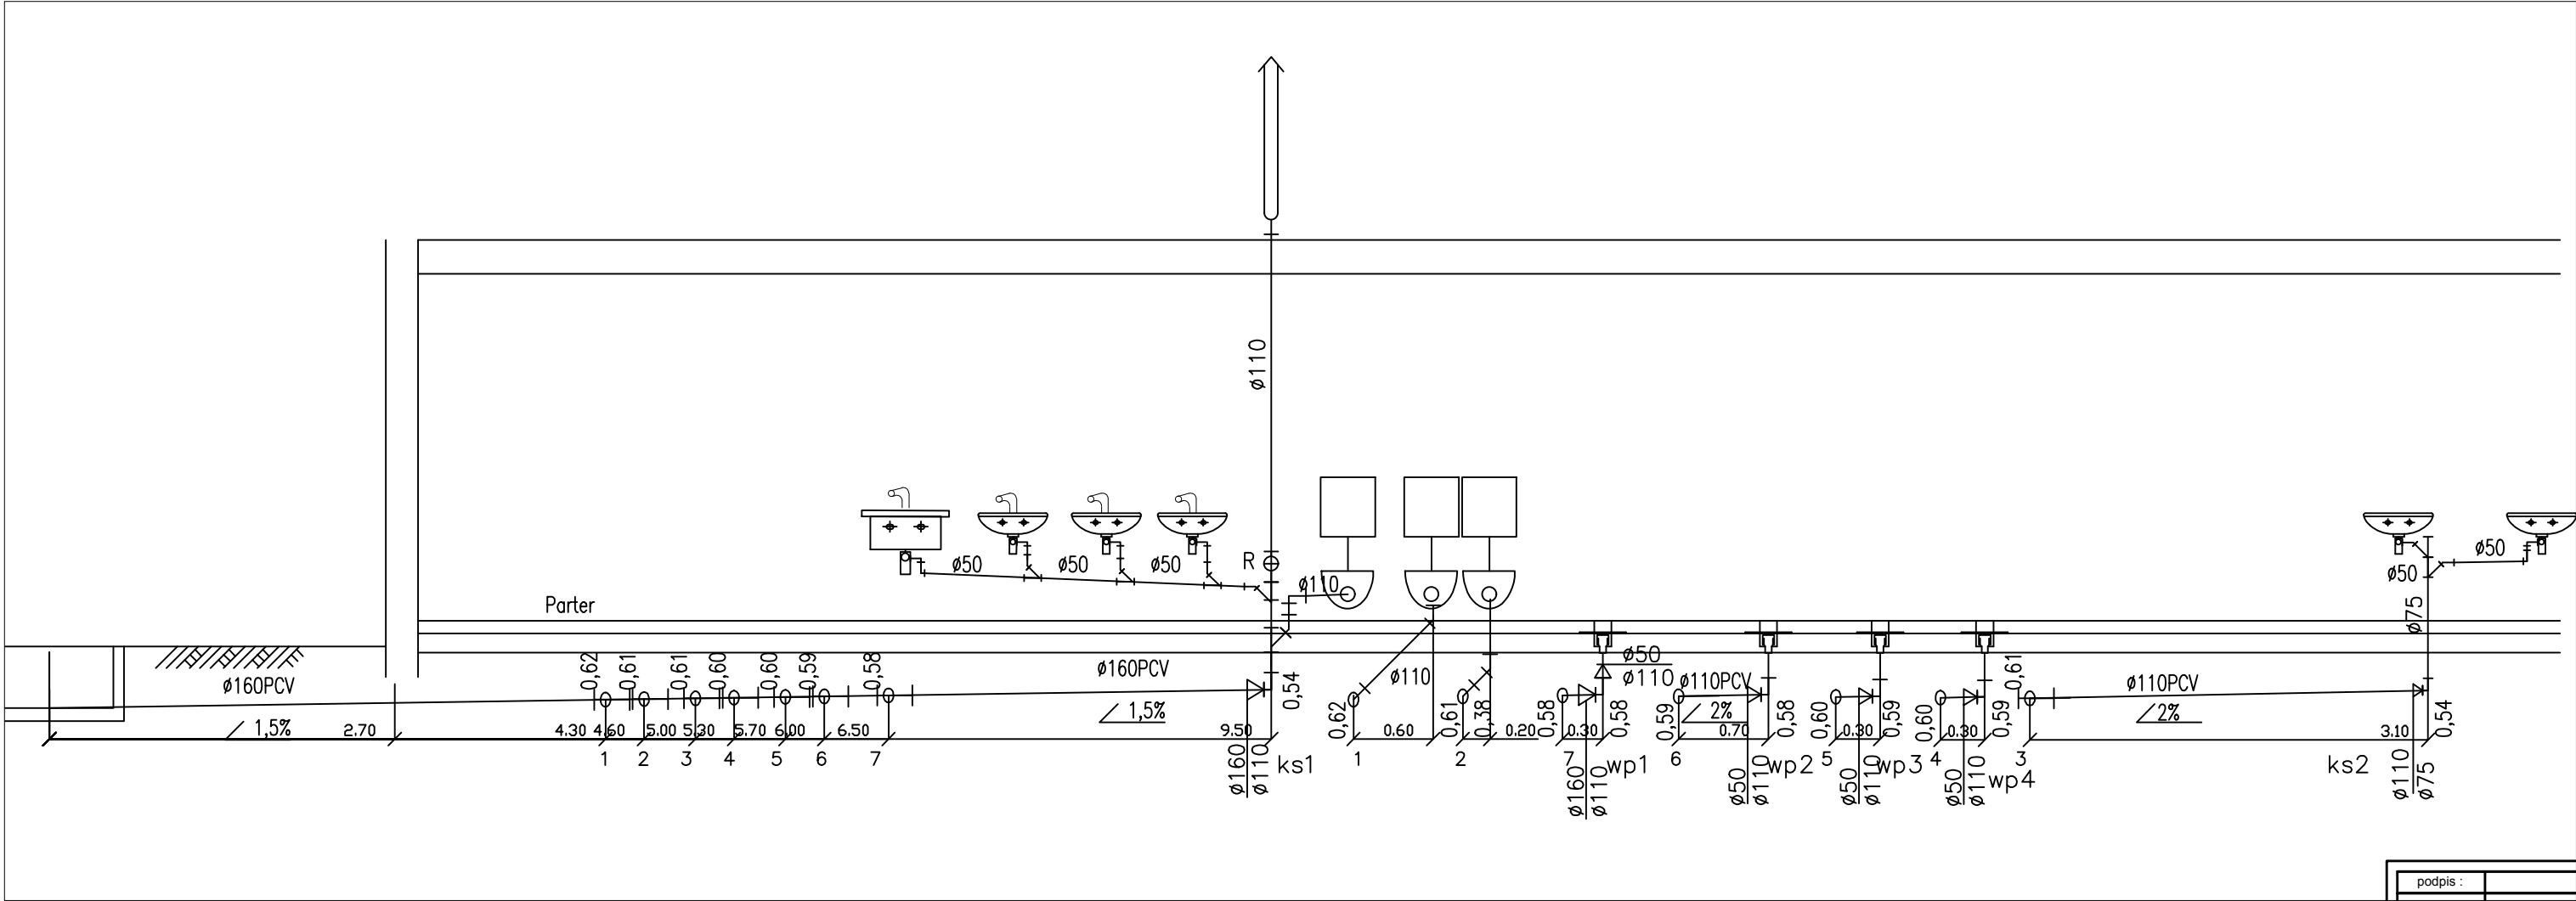 ø110
R
ø50
ø50
ø50
ø110
ø50
ø50
ø75
Parter
ø160PCV
1,5%
2.70
0,62
0,61
0,61
0,60
0,60
0,59
0,58
4.30
4.60
5.00
5.30
5.70
6.00
6.50
9.50
1
2
3
4
5
6
7
ø160PCV
1,5%
0,54
ø160
ø110
ks1
ø110
0,62
0.60
1
0,61
0,38
0.20
2
ø50
ø110
0,58
0.30
0,58
7
wp1
ø160
ø110
ø110PCV
2%
0,59
0.70
0,58
6
wp2
ø50
ø110
0,60
0.30
0,59
5
wp3
ø50
ø110
0,60
0.30
0,59
4
wp4
ø50
ø110
0,61
3
ø110PCV
2%
3.10
0,54
ks2
ø110
ø75
podpis :